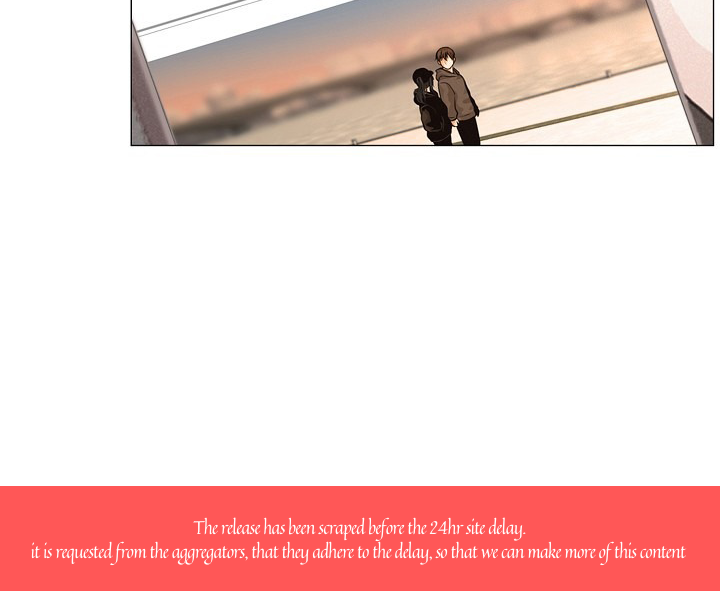 The release has been scraped before the 24hr site delay.
it is requested from the aggregators, that they adhere to the delay, so that we can make more of this content